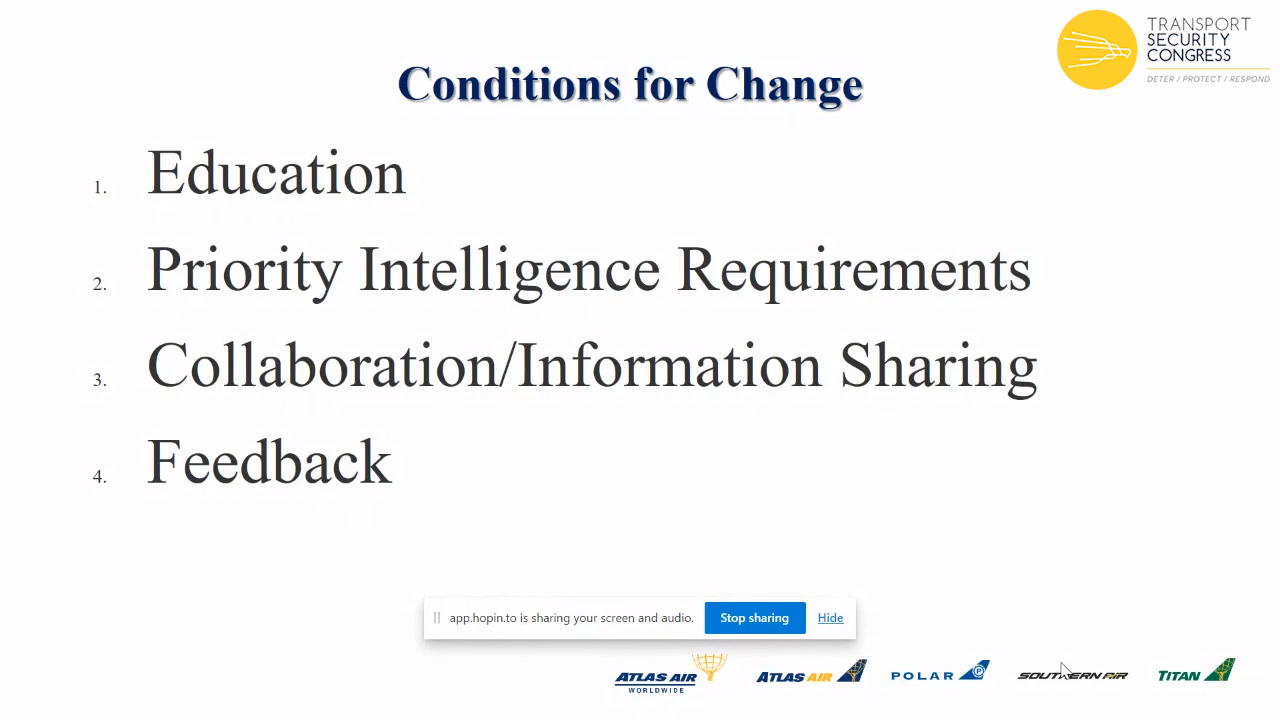 TRANSPORT
SECURITY
CONGRESS
DETER / PROTECT / RESPOND
Conditions for Change
1. Education
2. Priority Intelligence Requirements
3. Collaboration/Information Sharing
4. Feedback
app.hopin.to is sharing your screen and audio. Stop sharing Hide
ATLAS AIR WORLDWIDE
ATLAS AIR
POLAR
SOUTHERN AIR
TITAN